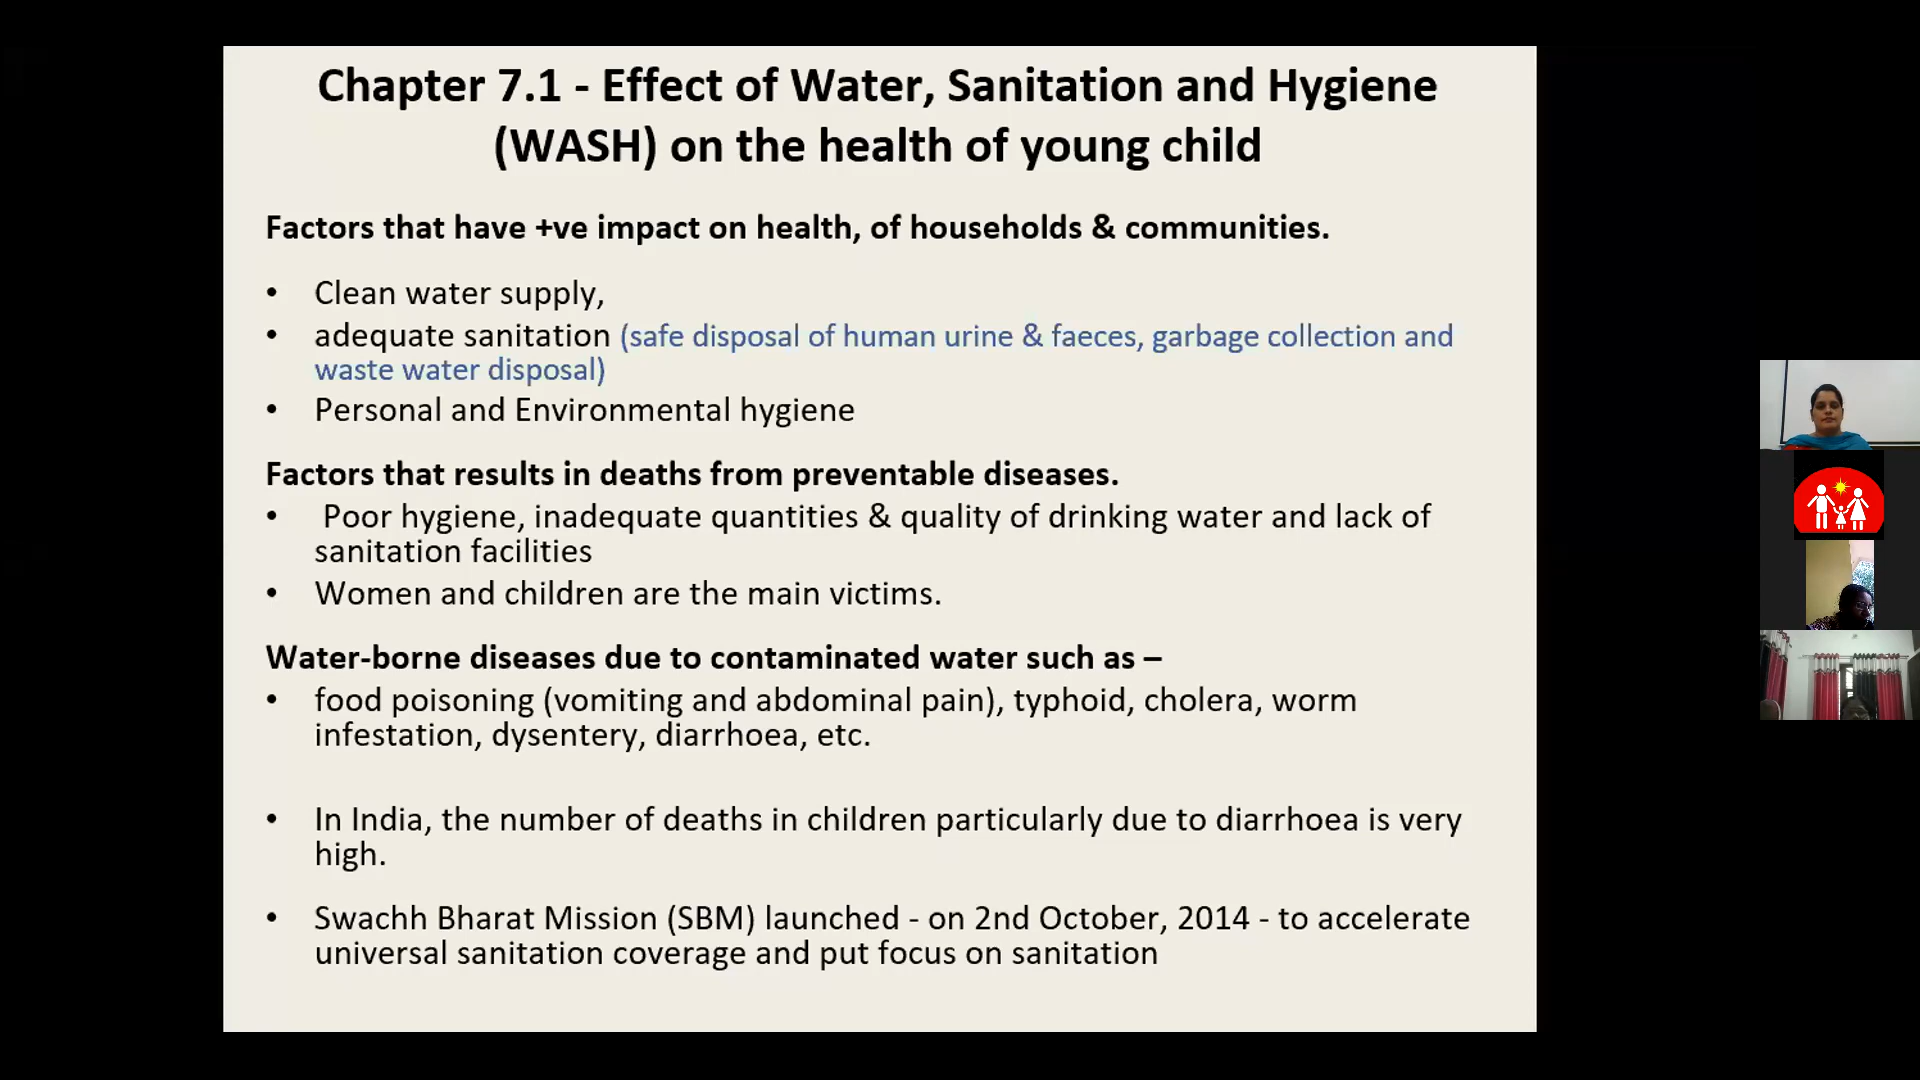 Chapter 7.1 - Effect of Water, Sanitation and Hygiene
(WASH) on the health of young child
Factors that have +ve impact on health, of households & communities.
• Clean water supply,
• adequate sanitation (safe disposal of human urine & faeces, garbage collection and
waste water disposal)
• Personal and Environmental hygiene
Factors that results in deaths from preventable diseases.
• Poor hygiene, inadequate quantities & quality of drinking water and lack of
sanitation facilities
• Women and children are the main victims.
Water-borne diseases due to contaminated water such as –
• food poisoning (vomiting and abdominal pain), typhoid, cholera, worm
infestation, dysentery, diarrhoea, etc.
• In India, the number of deaths in children particularly due to diarrhoea is very
high.
• Swachh Bharat Mission (SBM) launched - on 2nd October, 2014 - to accelerate
universal sanitation coverage and put focus on sanitation